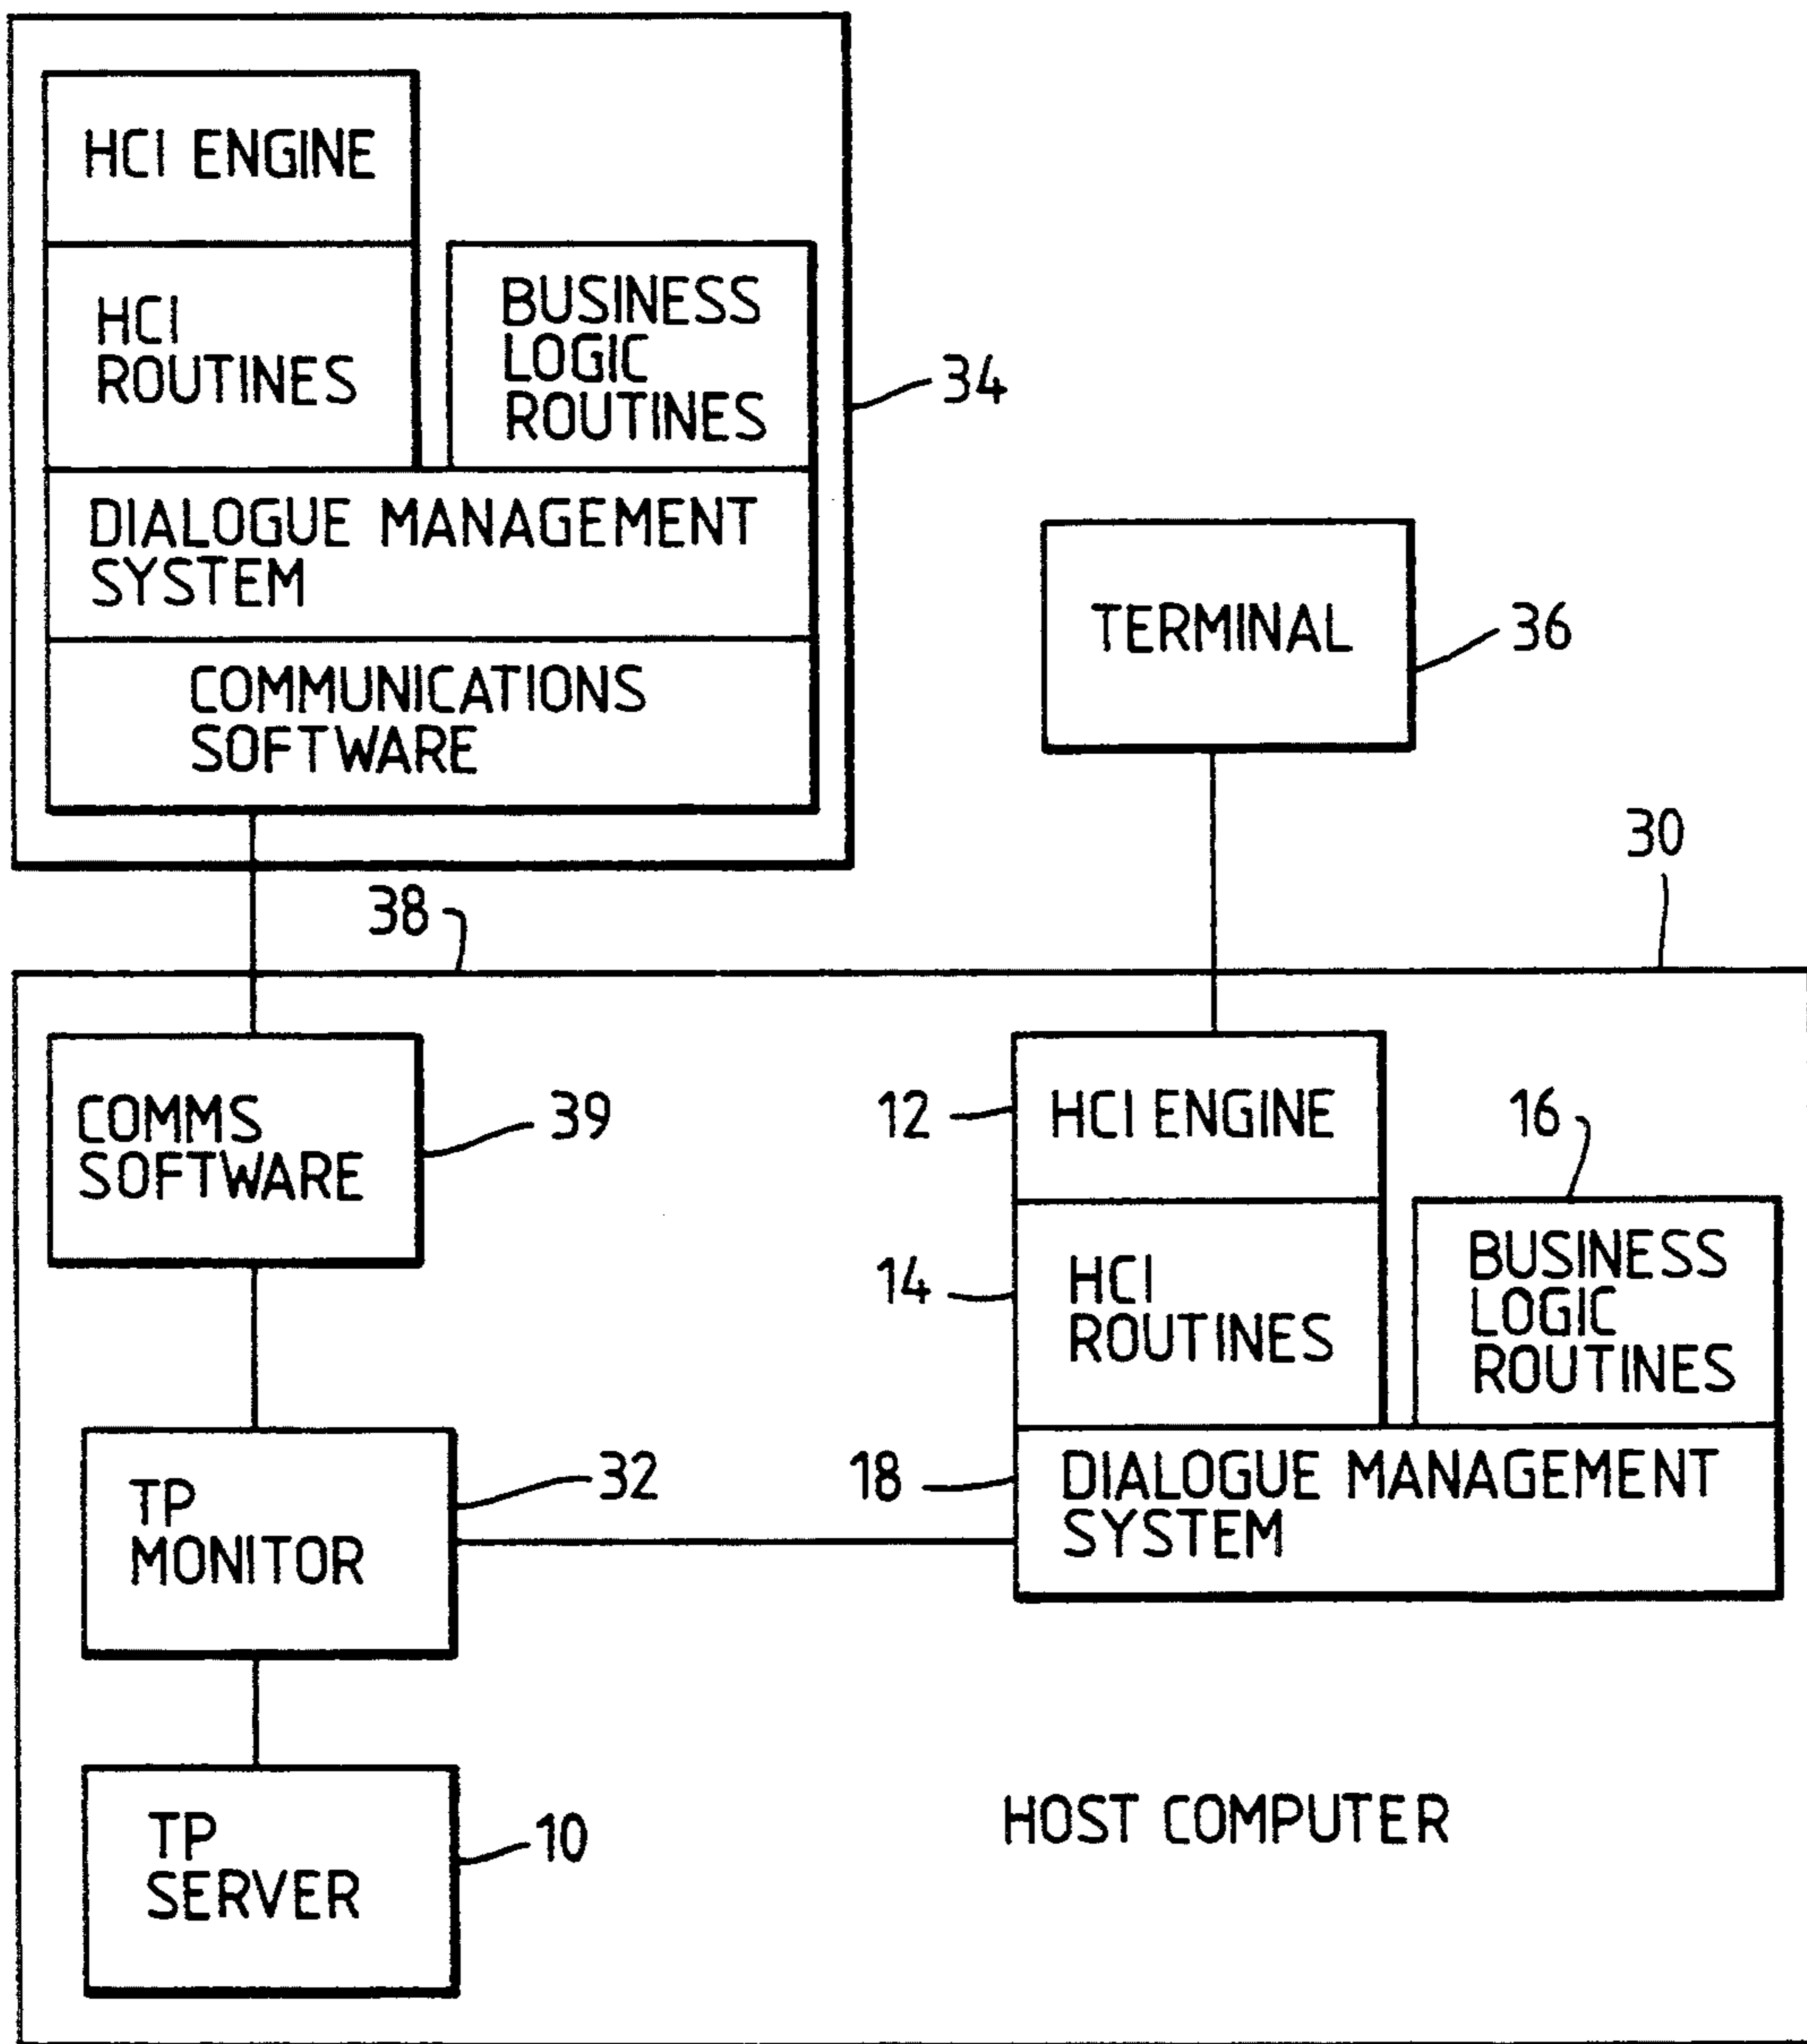 HCI ENGINE
HCI
ROUTINES
BUSINESS
LOGIC
ROUTINES
34
DIALOGUE MANAGEMENT
SYSTEM
COMMUNICATIONS
SOFTWARE
TERMINAL
36
30
38
COMMS
SOFTWARE
39
12
HCI ENGINE
16
14
HCI
ROUTINES
BUSINESS
LOGIC
ROUTINES
TP
MONITOR
32
18
DIALOGUE MANAGEMENT
SYSTEM
TP
SERVER
10
HOST COMPUTER